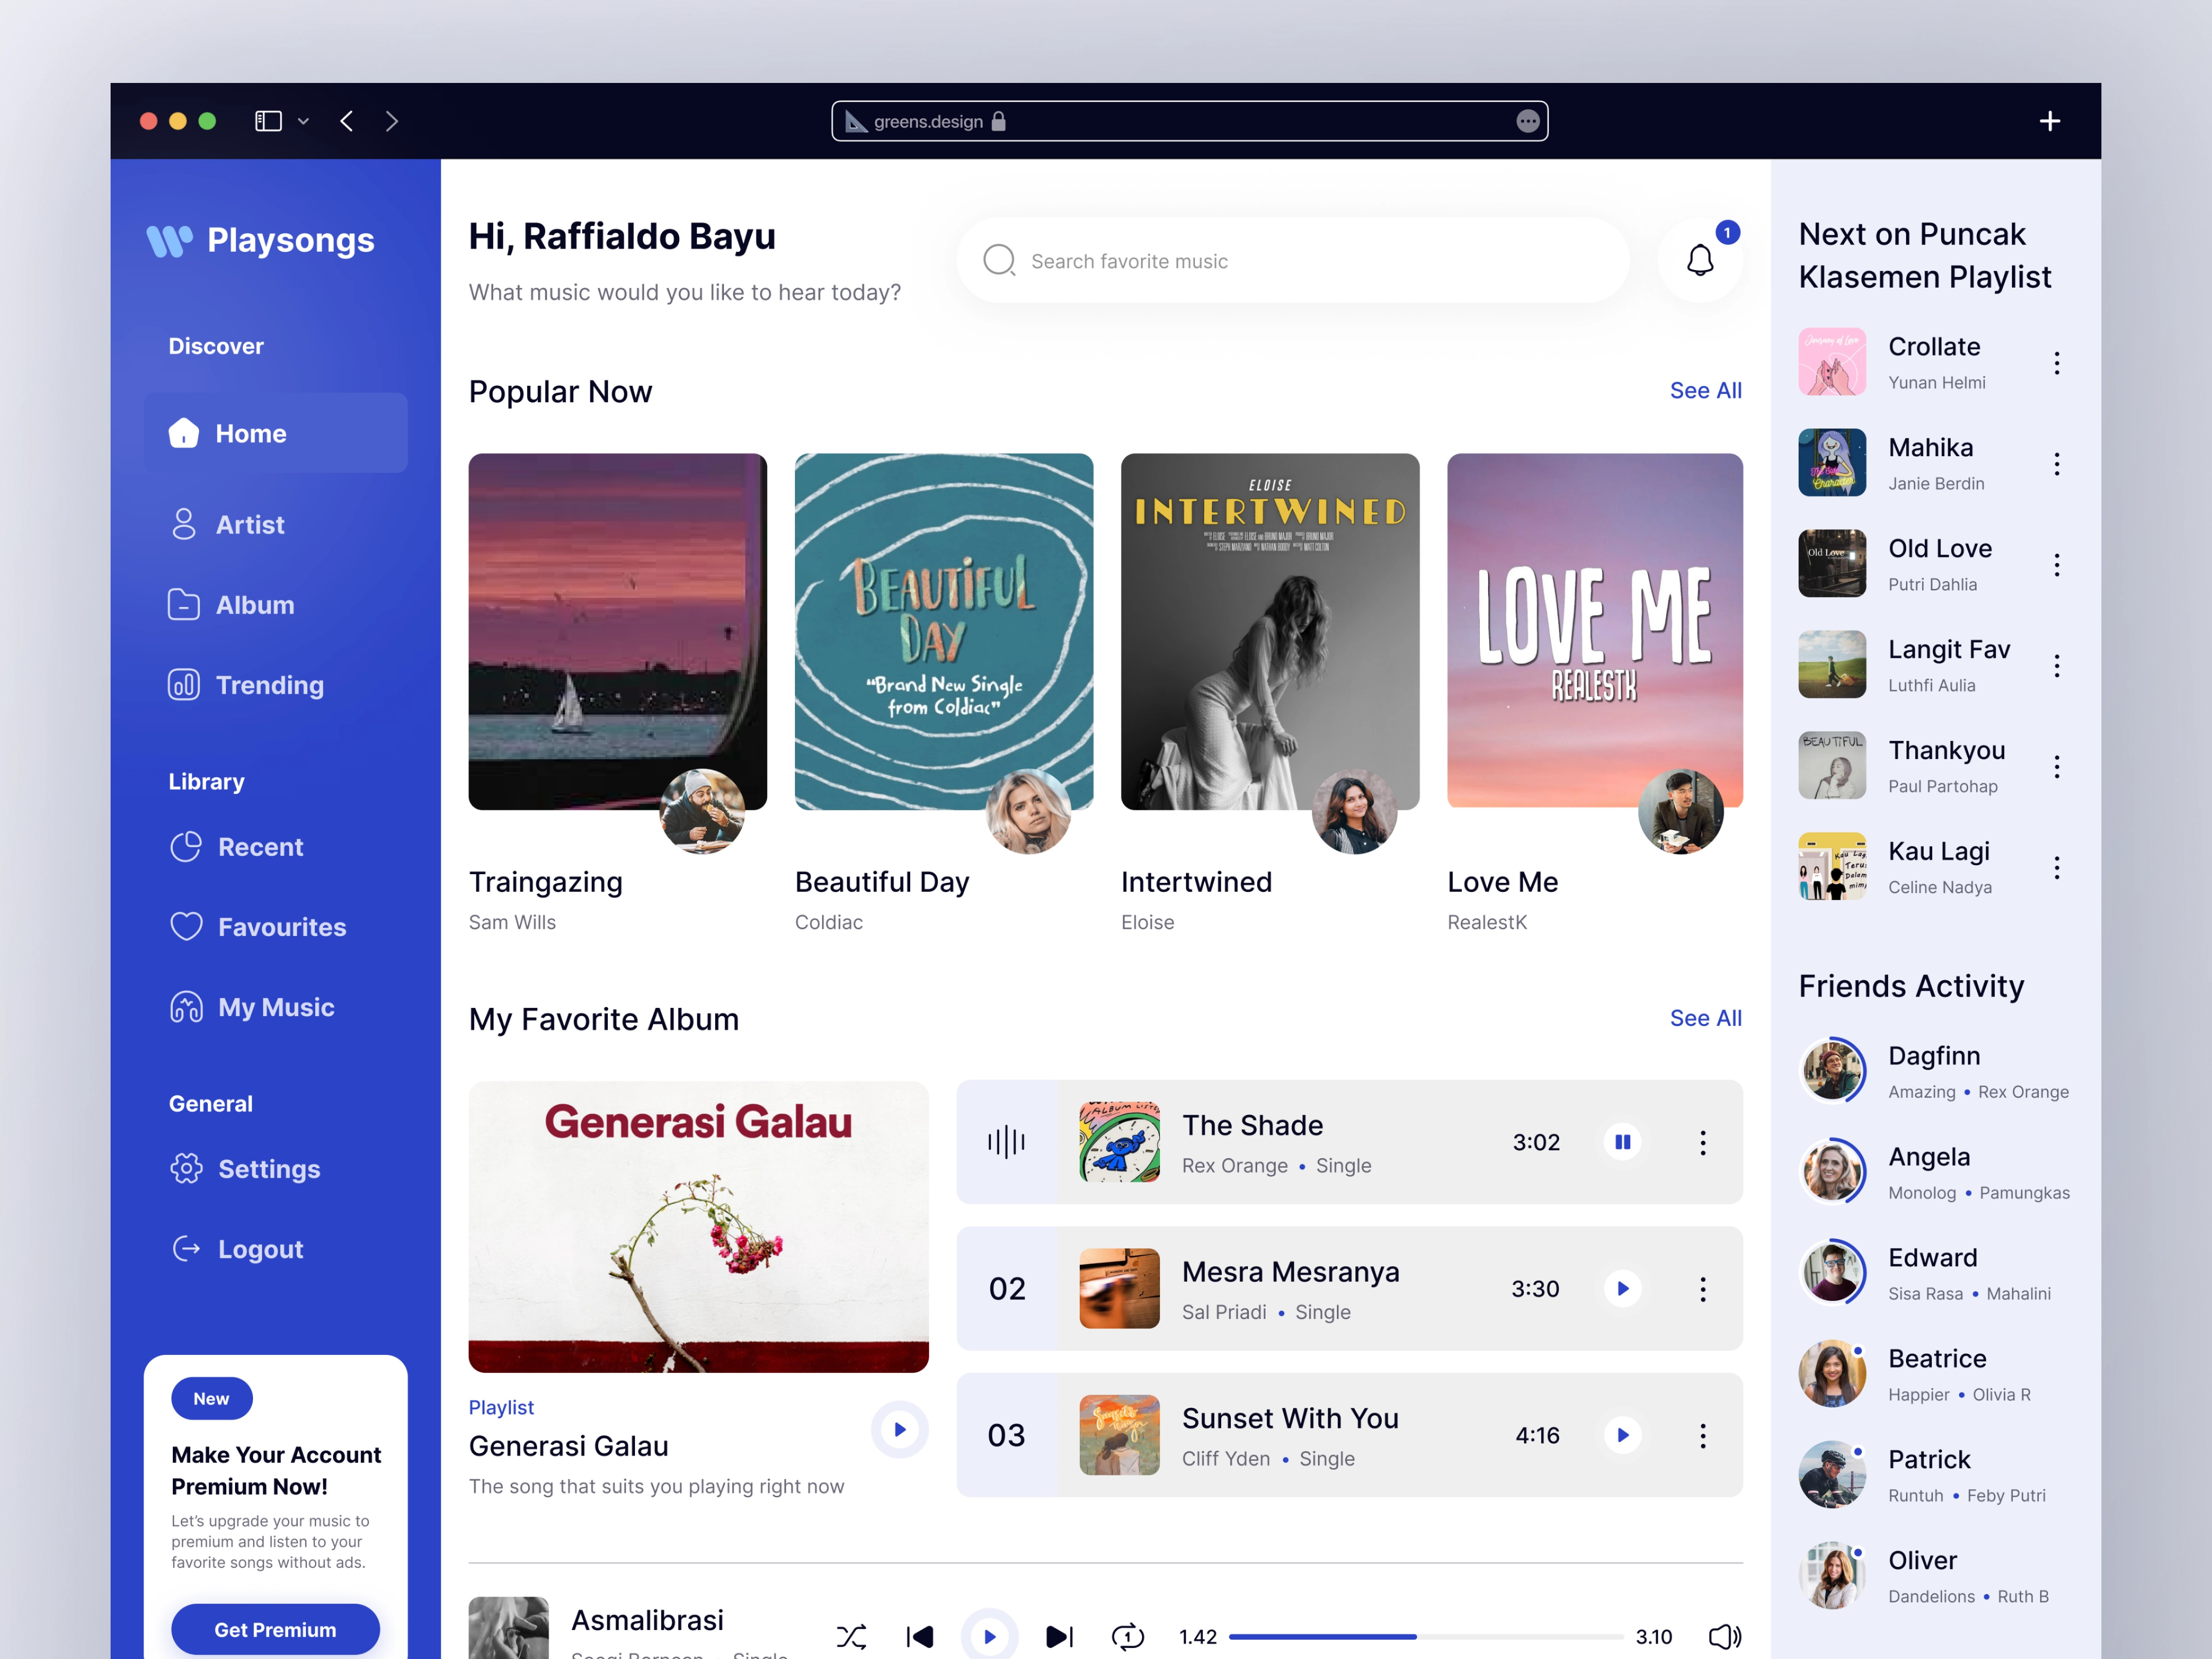 greens.design
Playsongs
Discover
Home
Artist
Album
Trending
Library
Recent
Favourites
My Music
General
Settings
Logout
New
Make Your Account
Premium Now!
Let's upgrade your music to
premium and listen to your
favorite songs without ads.
Get Premium
Hi, Raffialdo Bayu
What music would you like to hear today?
Search favorite music
1
Popular Now
See All
BEAUTIFUL
DAY
“Brand New Single
from Coldiac”
ELOISE
INTERTWINED
LOVE ME
REALESTK
Traingazing
Sam Wills
Beautiful Day
Coldiac
Intertwined
Eloise
Love Me
RealestK
My Favorite Album
See All
Generasi Galau
Playlist
Generasi Galau
The song that suits you playing right now
The Shade
Rex Orange • Single
3:02
02
Mesra Mesranya
Sal Priadi • Single
3:30
03
Sunset With You
Cliff Yden • Single
4:16
Asmalibrasi
1
1.42
3.10
Next on Puncak
Klasemen Playlist
Journey of Love
Crollate
Yunan Helmi
Character
Mahika
Janie Berdin
Old Love
Old Love
Putri Dahlia
Langit Fav
Luthfi Aulia
BEAUTIFUL
Thankyou
Paul Partohap
Kau Lagi
Celine Nadya
Friends Activity
Dagfinn
Amazing • Rex Orange
Angela
Monolog • Pamungkas
Edward
Sisa Rasa • Mahalini
Beatrice
Happier • Olivia R
Patrick
Runtuh • Feby Putri
Oliver
Dandelions • Ruth B